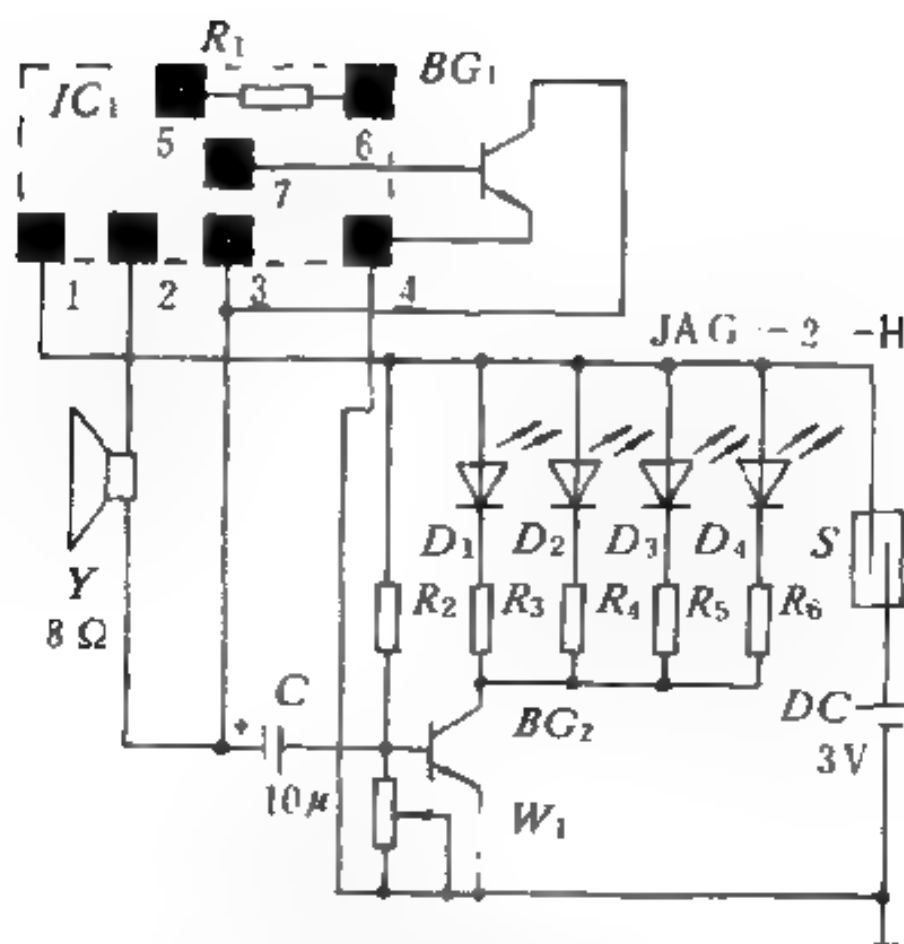 R₁
BG₁
IC₁
5
6
7
1
2
3
4
JAG-2-H
D₁
D₂
D₃
D₄
S
Y
8 Ω
R₂
R₃
R₄
R₅
R₆
C
+
10μ
BG₂
DC
3 V
W₁